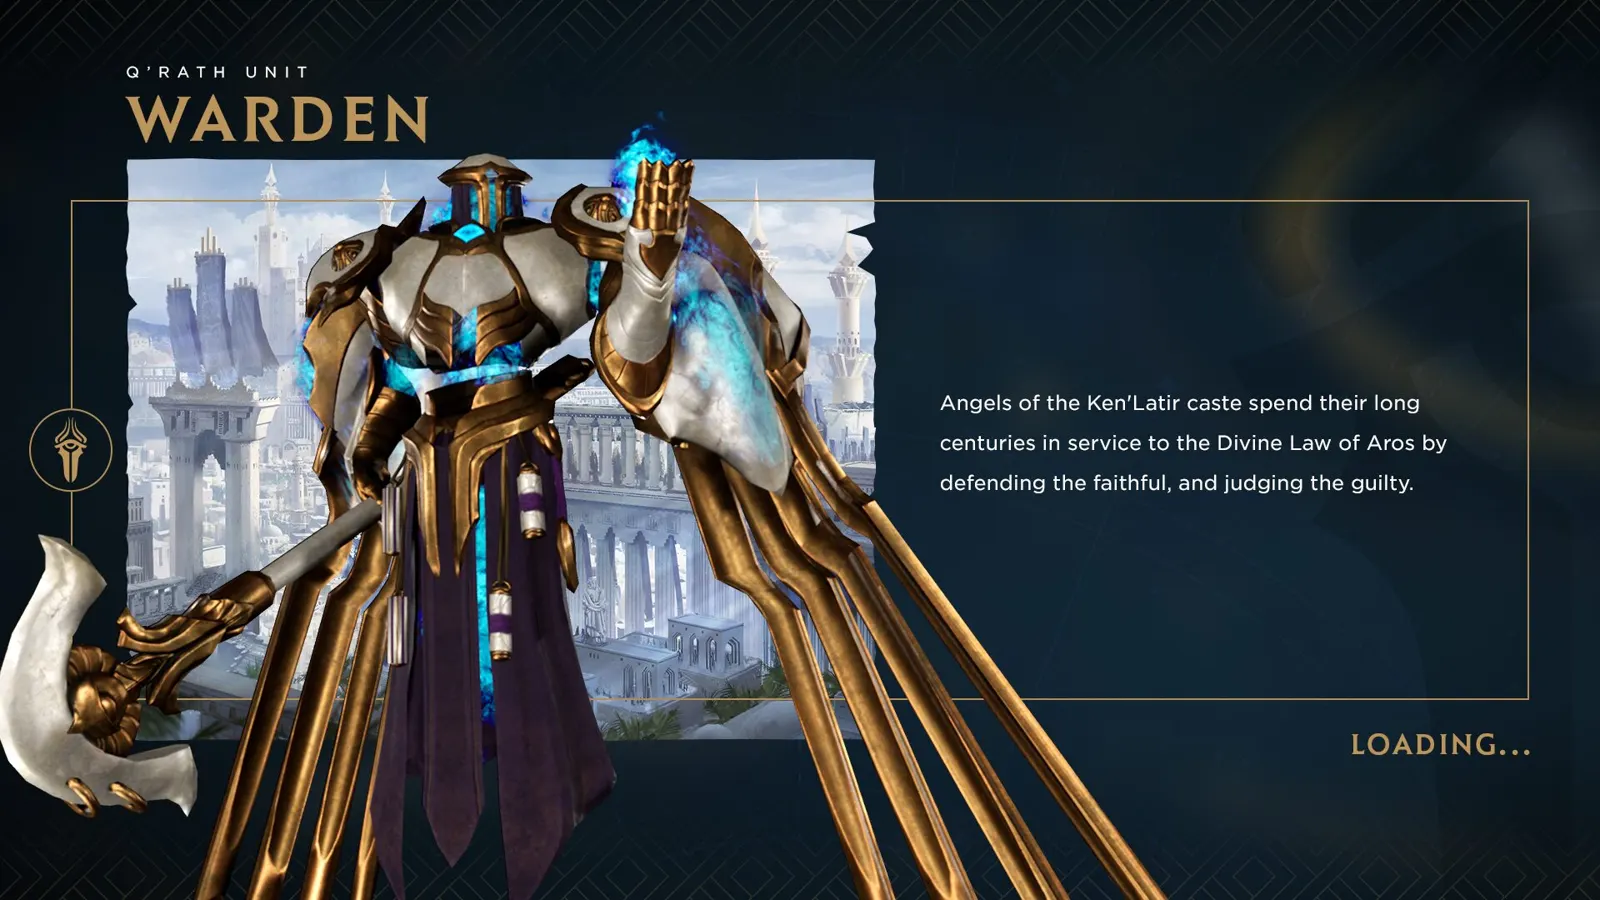 Q'RATH UNIT
WARDEN
Angels of the Ken'Latir caste spend their long
centuries in service to the Divine Law of Aros by
defending the faithful, and judging the guilty.
LOADING...